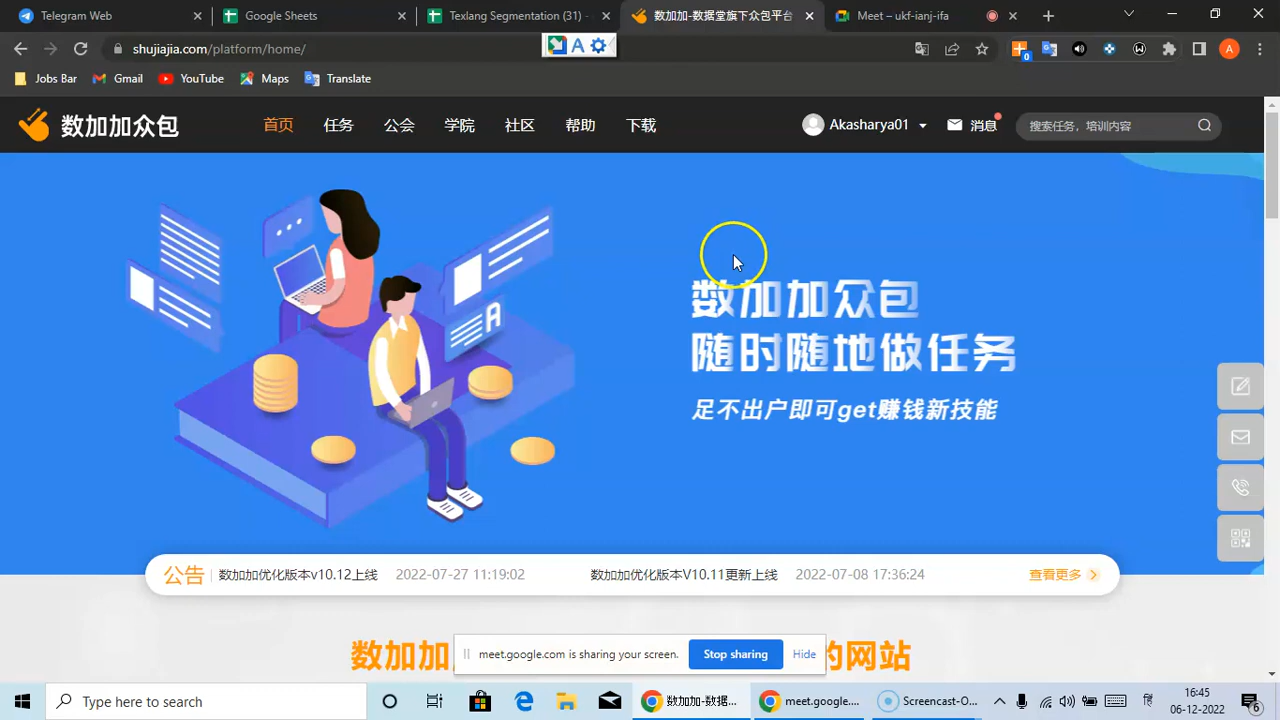 Telegram Web
Google Sheets
Texlang Segmentation (31) -
数加加-数据堂旗下众包平台
Meet – ukf-ianj-ifa
shujiajia.com/platform/home/
A
0
W
A
Jobs Bar
Gmail
YouTube
Maps
Translate
数加加众包
首页
任务
公会
学院
社区
帮助
下载
Akasharya01
消息
搜索任务，培训内容
A
数加加众包
随时随地做任务
足不出户即可get赚钱新技能
公告
数加加优化版本v10.12上线
2022-07-27 11:19:02
数加加优化版本V10.11更新上线
2022-07-08 17:36:24
查看更多
数加加
的网站
meet.google.com is sharing your screen.
Stop sharing
Hide
Type here to search
数加加-数据...
meet.google....
Screencast-O...
16:45
06-12-2022
6